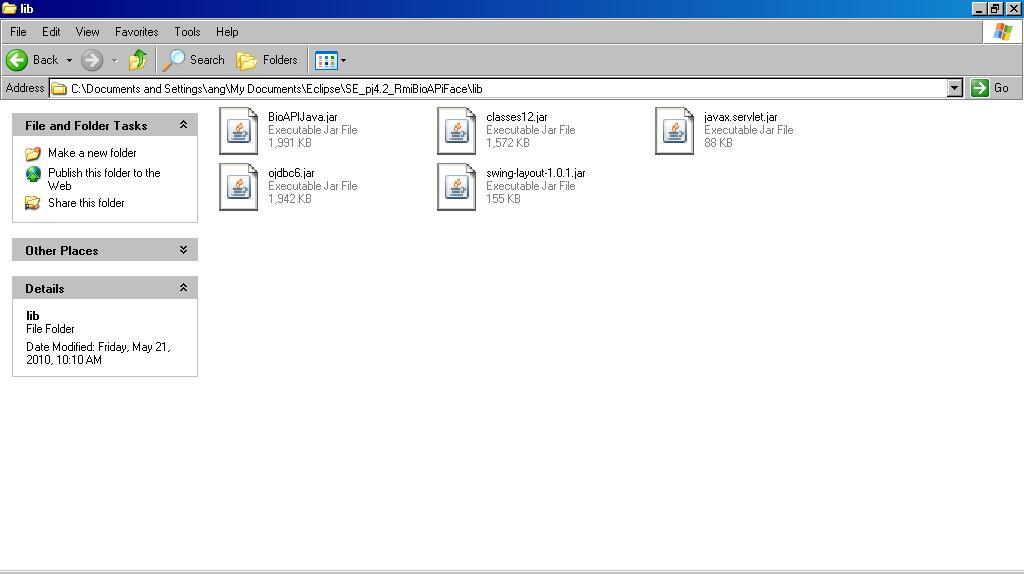 lib
File Edit View Favorites Tools Help
Back Search Folders
Address C:\Documents and Settings\ang\My Documents\Eclipse\SE_pj4.2_RmiBioAPiFace\lib Go
File and Folder Tasks
Make a new folder
Publish this folder to the
Web
Share this folder
Other Places
Details
lib
File Folder
Date Modified: Friday, May 21,
2010, 10:10 AM
BioAPIJava.jar
Executable Jar File
1,991 KB
classes12.jar
Executable Jar File
1,572 KB
javax.servlet.jar
Executable Jar File
88 KB
ojdbc6.jar
Executable Jar File
1,942 KB
swing-layout-1.0.1.jar
Executable Jar File
155 KB